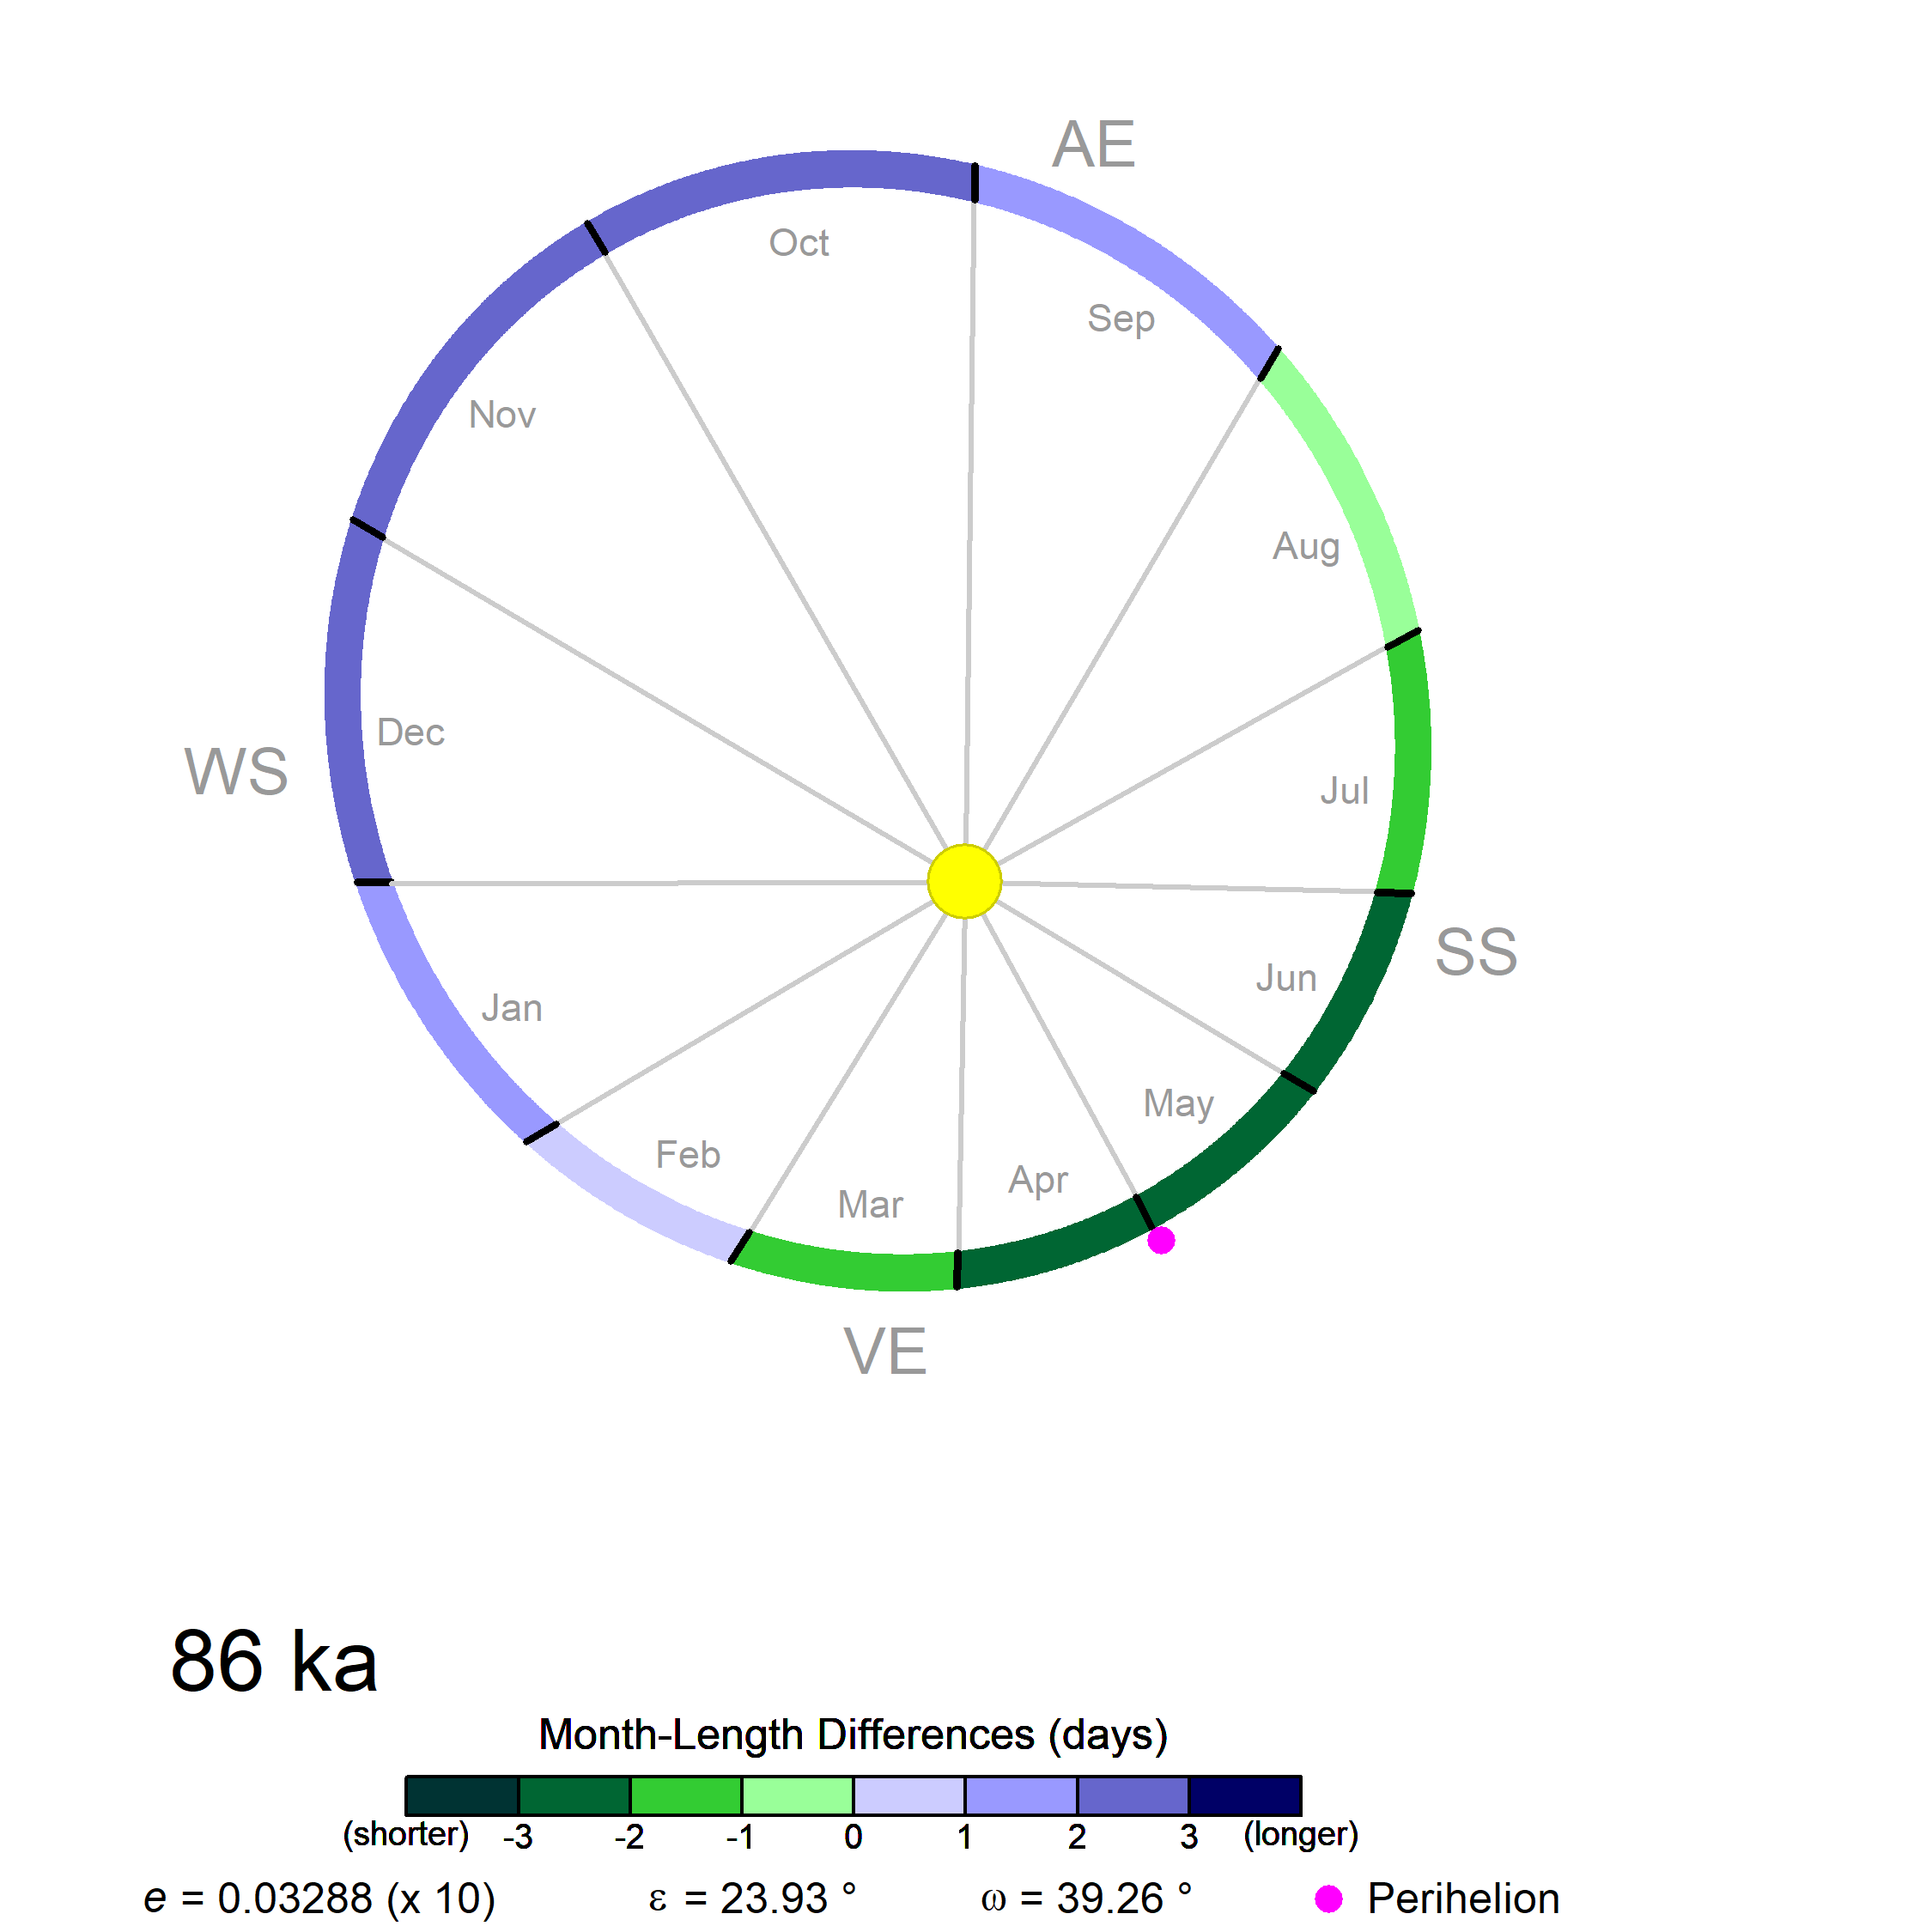 AE
Oct
Sep
Nov
Aug
Dec
WS
Jul
SS
Jun
Jan
May
Feb
Apr
Mar
VE
86 ka
Month-Length Differences (days)
(shorter) -3 -2 -1 0 1 2 3 (longer)
e = 0.03288 (x 10) ε = 23.93 ° ω = 39.26 ° Perihelion